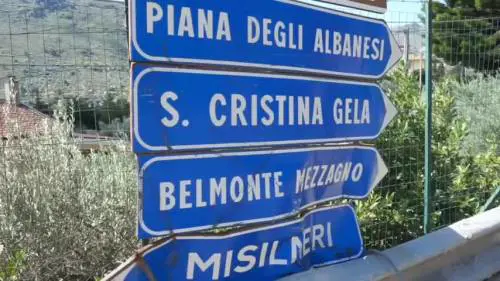 PIANA DEGLI ALBANESI
S. CRISTINA GELA
BELMONTE MEZZAGNO
MISILMERI